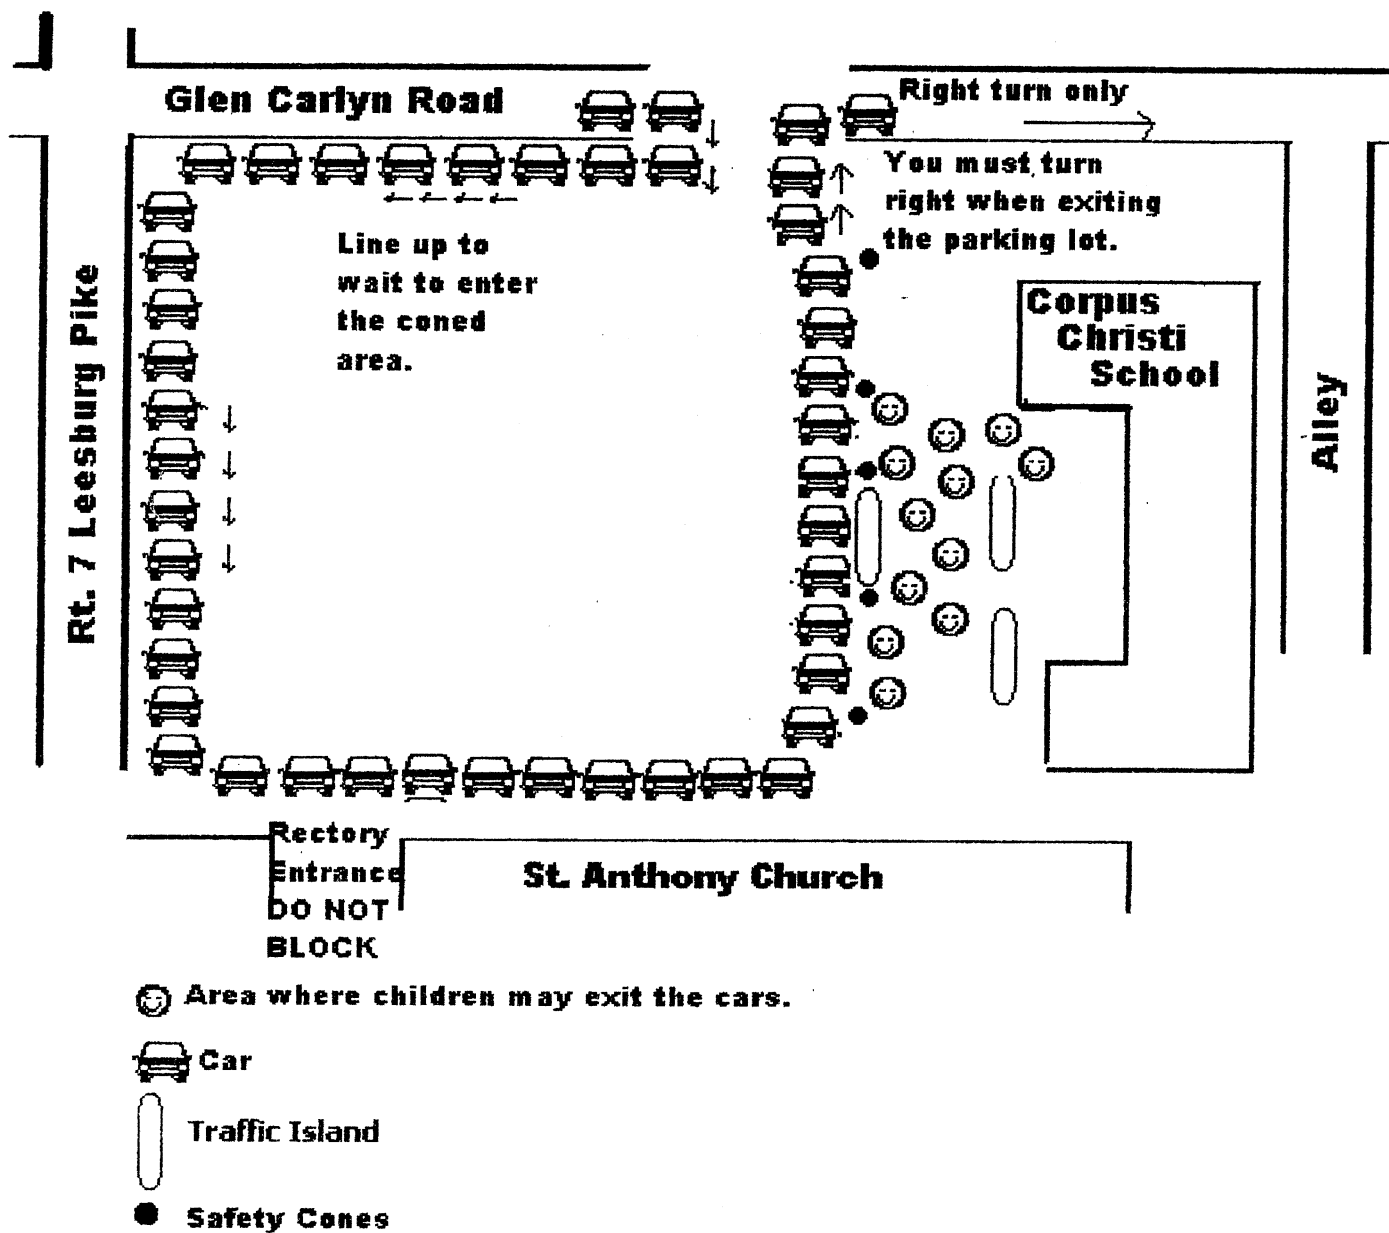 Glen Carlyn Road
Right turn only
You must turn
right when exiting
the parking lot.
Line up to
wait to enter
the coned
area.
Rt. 7 Leesburg Pike
Corpus
Christi
School
Alley
Rectory
Entrance
DO NOT
BLOCK
St. Anthony Church
Area where children may exit the cars.
Car
Traffic Island
Safety Cones